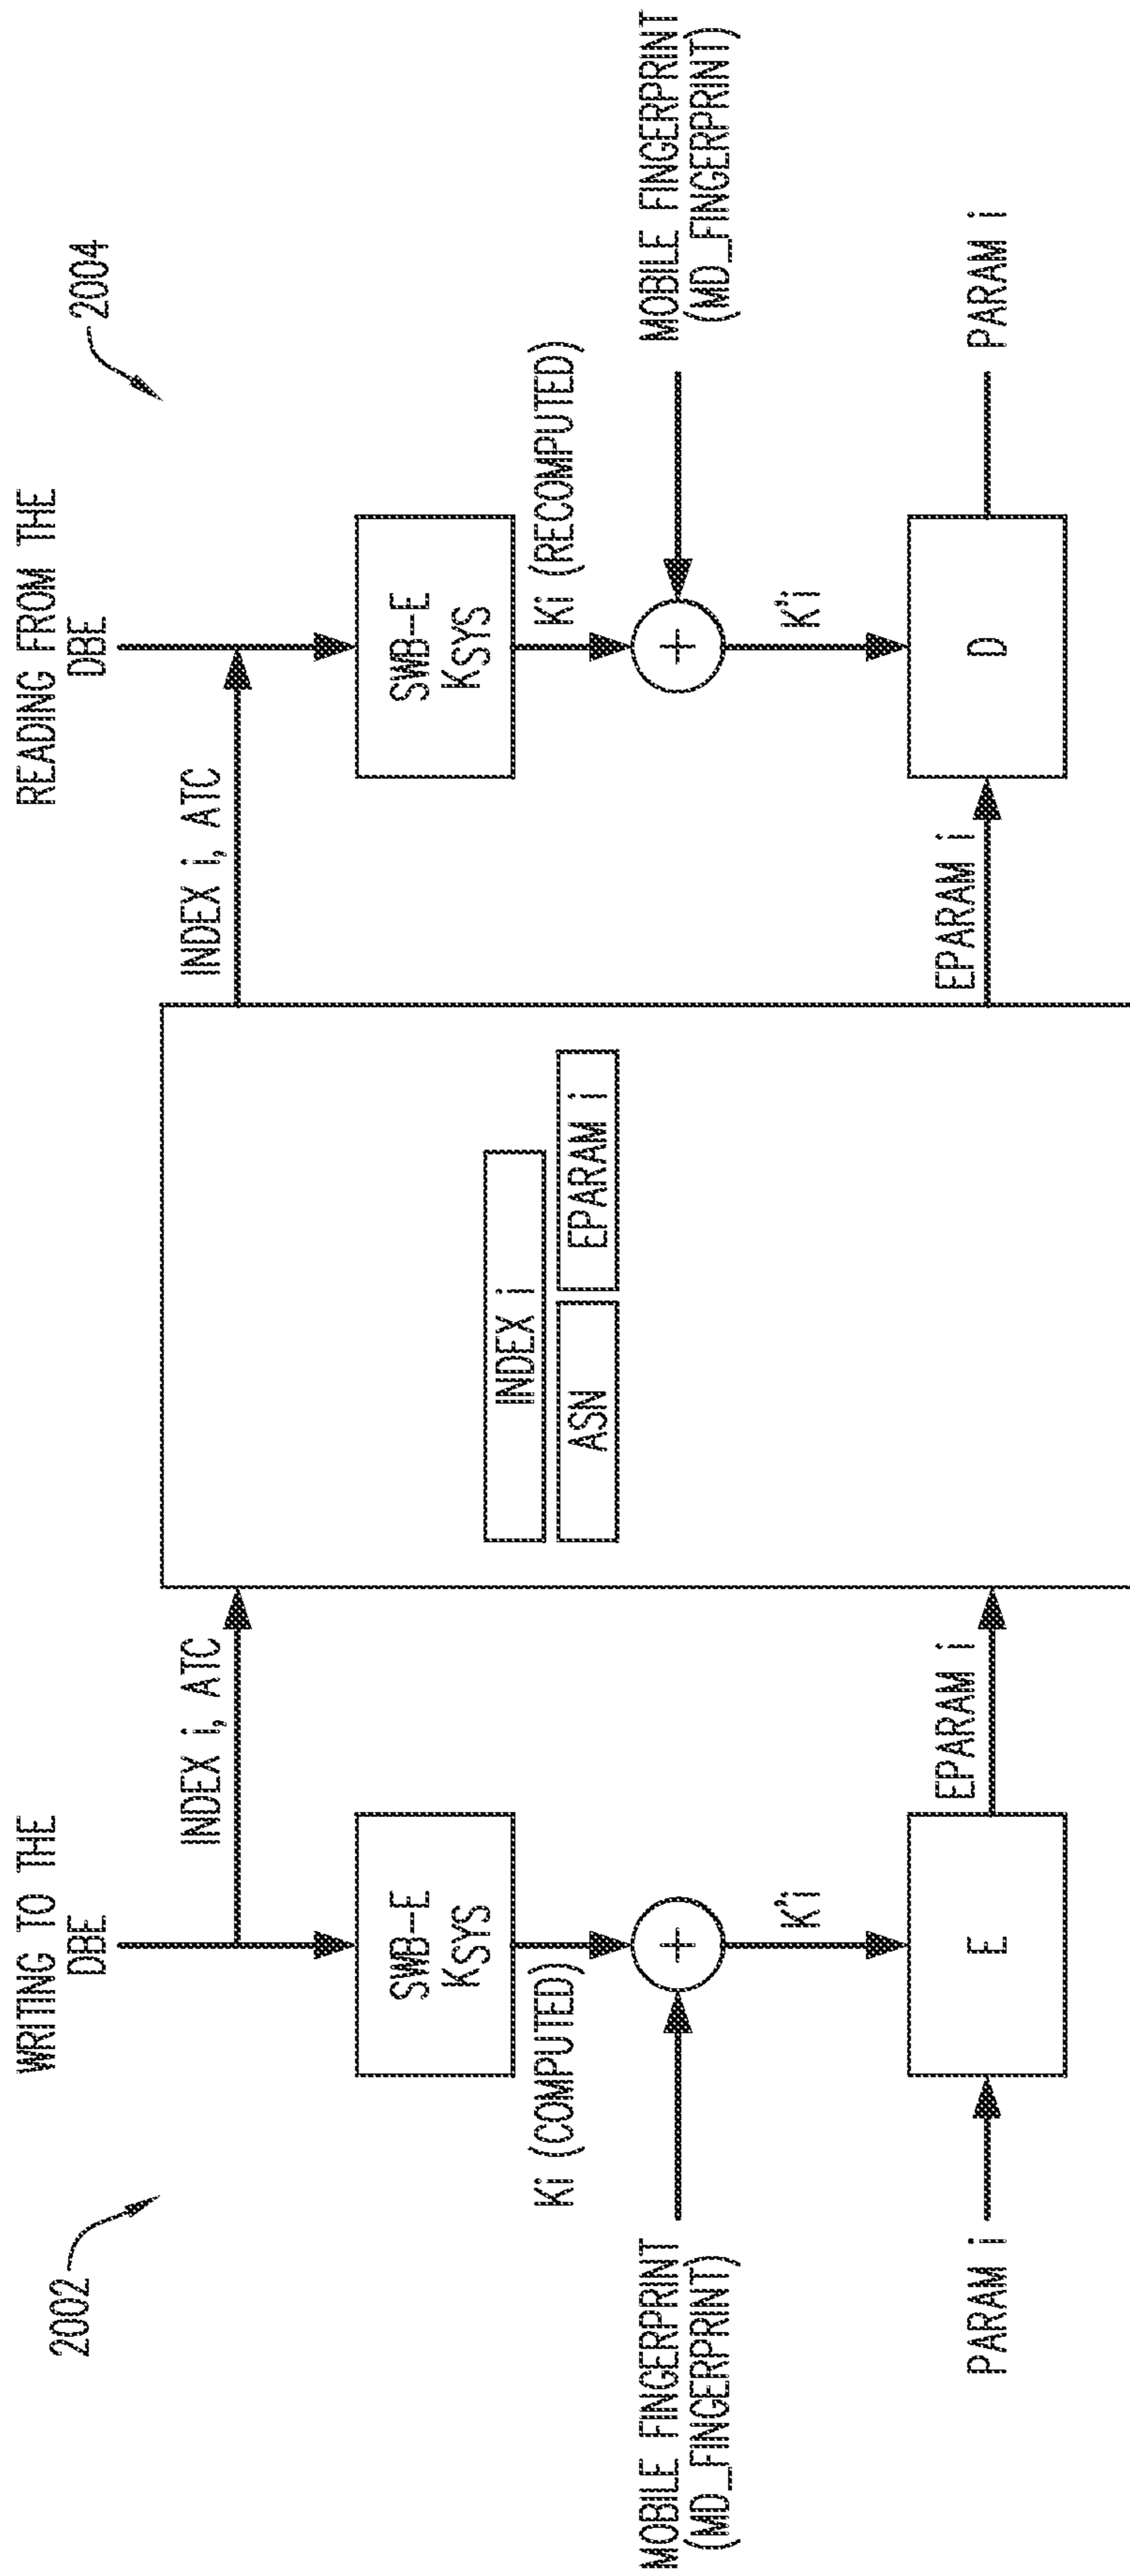 2002
WRITING TO THE
DBE
INDEX i, ATC
SWB-E
KSYS
Ki (COMPUTED)
MOBILE FINGERPRINT
(MD_FINGERPRINT)
+
K'i
PARAM i
E
EPARAM i
INDEX i
ASN
EPARAM i
READING FROM THE
DBE
2004
INDEX i, ATC
SWB-E
KSYS
Ki (RECOMPUTED)
+
MOBILE FINGERPRINT
(MD_FINGERPRINT)
K'i
EPARAM i
D
PARAM i